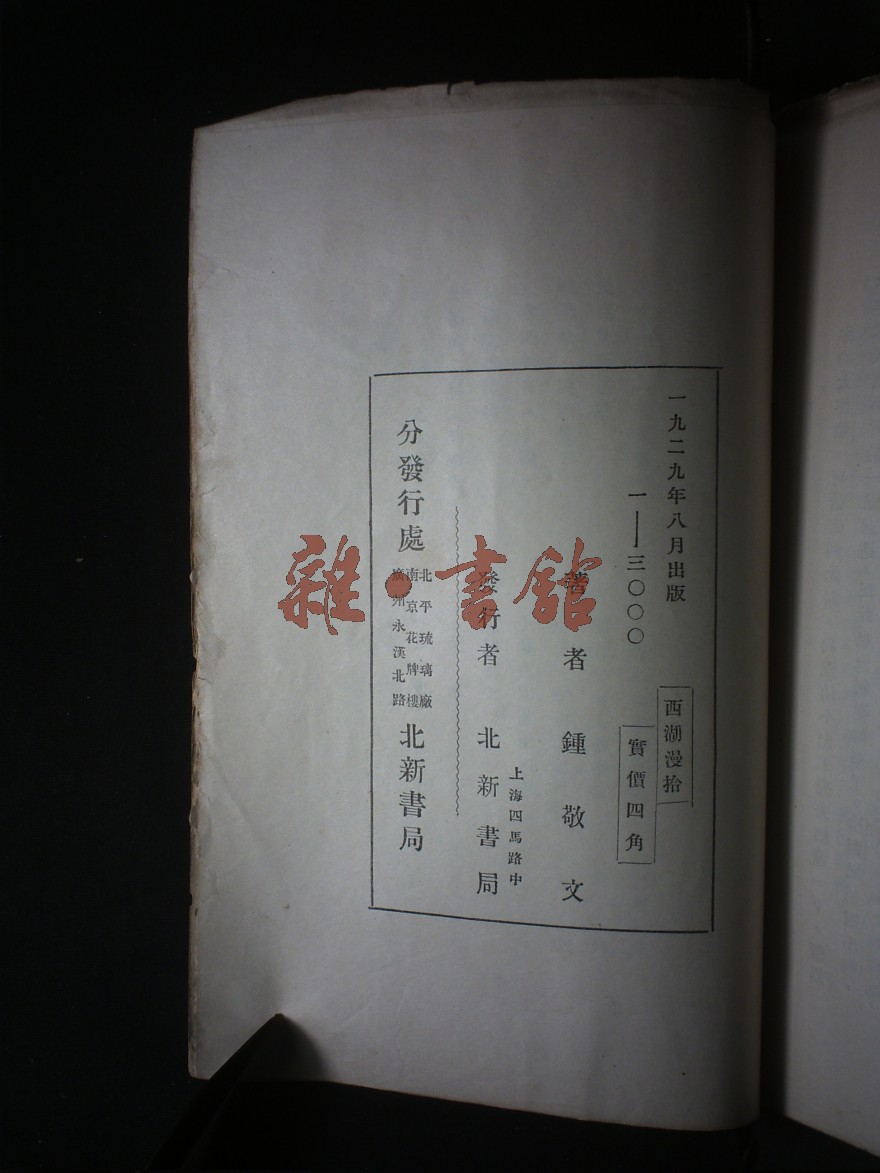 一九二九年八月出版
西湖漫拾
一——三〇〇〇
實價四角
著者 鍾敬文
上海四馬路中
發行者 北新書局
分發行處
北平琉璃廠
南京花牌樓
廣州永漢北路
北新書局
雜·書館